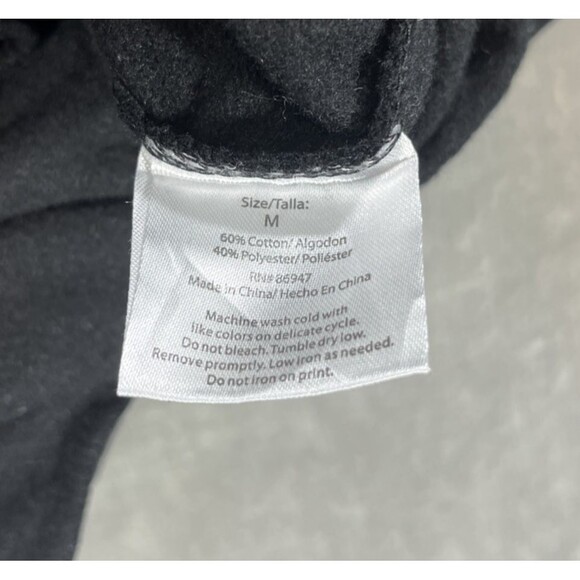 Size/Talla:
M
60% Cotton/ Algodon
40% Polyester/ Poliéster
RN# 86947
Made in China/ Hecho En China
Machine wash cold with
like colors on delicate cycle.
Do not bleach. Tumble dry low.
Remove promptly. Low iron as needed.
Do not iron on print.